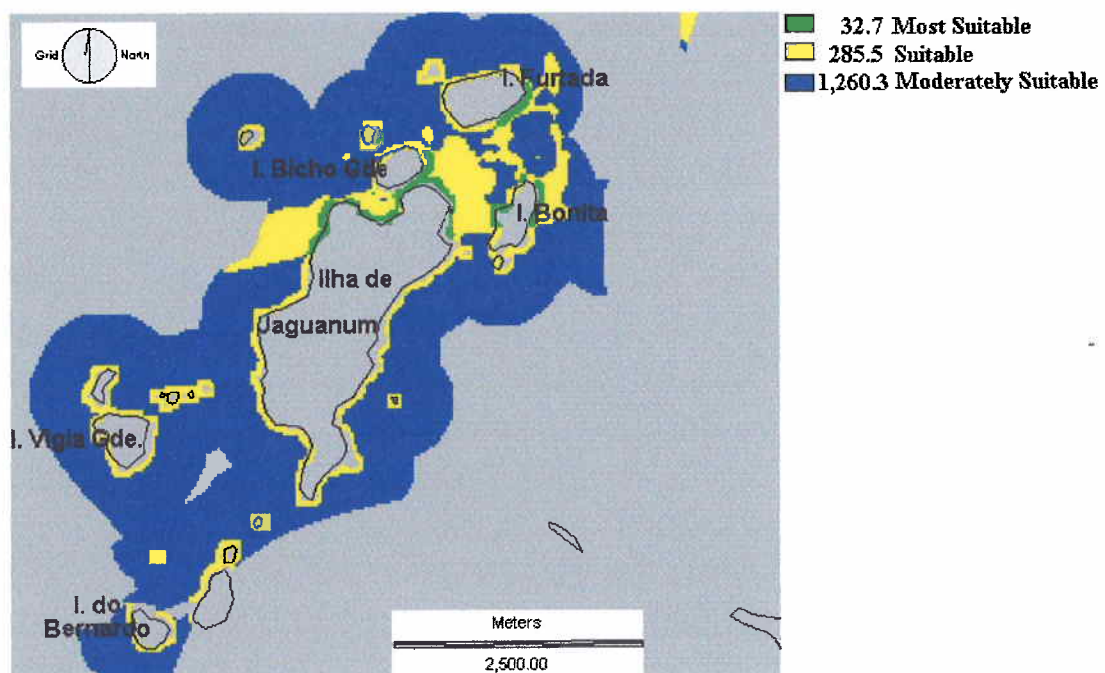 Grid North
32.7 Most Suitable
285.5 Suitable
1,260.3 Moderately Suitable
I. Furtada
I. Bicho Gde
I. Bonita
Ilha de
Jaguanum
I. Vigia Gde.
I. do
Bernardo
Meters
2,500.00